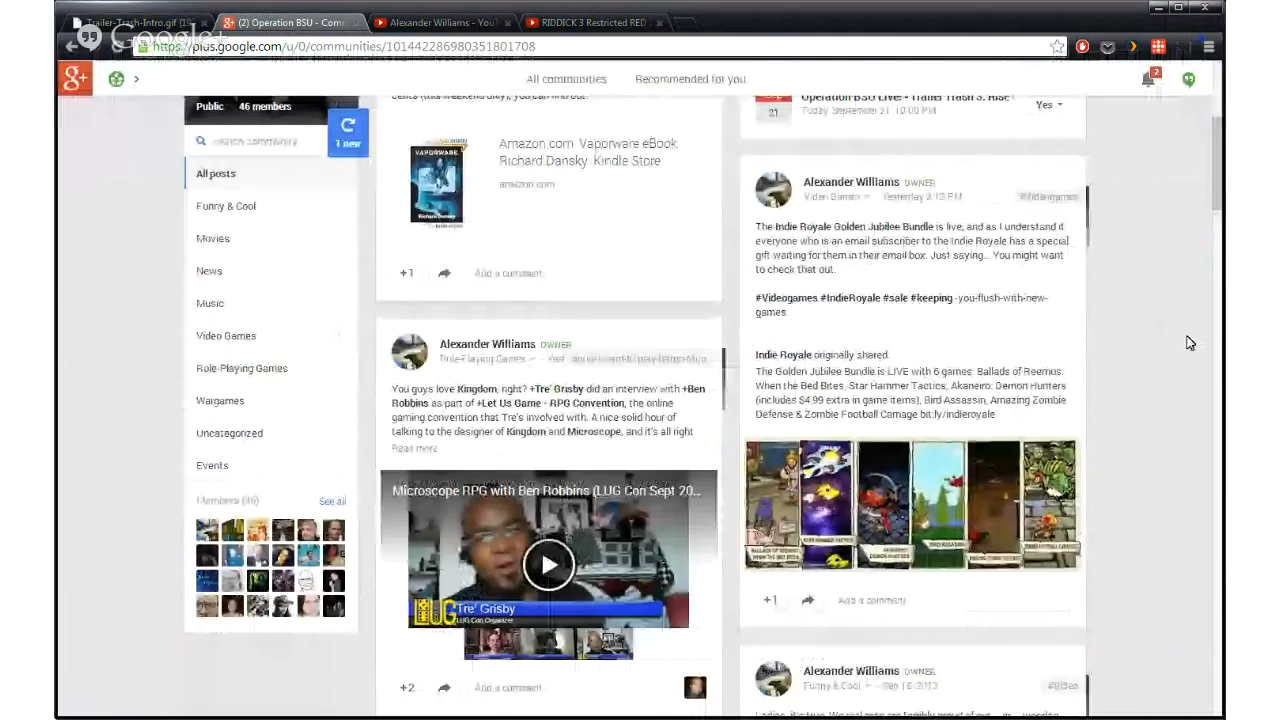 Trailer-Trash-Intro.gif (19
(2) Operation BSU - Com
Alexander Williams - You
RIDDICK 3 Restricted RED
Google+
https://plus.google.com/u/0/communities/101442286980351801708
g+
All communities
Recommended for you
2
Public 46 members
1 new
Search community
All posts
Funny & Cool
Movies
News
Music
Video Games
Role-Playing Games
Wargames
Uncategorized
Events
Members (46)
See all
Amazon.com: Vaporware eBook
Richard Dansky: Kindle Store
amazon.com
VAPORWARE
+1
Add a comment
Alexander Williams OWNER
Role-Playing Games
You guys love Kingdom, right? +Tre' Grisby did an interview with +Ben
Robbins as part of +Let Us Game - RPG Convention, the online
gaming convention that Tre's involved with. A nice solid hour of
talking to the designer of Kingdom and Microscope, and it's all right
Read more
Microscope RPG with Ben Robbins (LUG Con Sept 20...
LUG
Tre' Grisby
LUG Con Organizer
+2
Add a comment
Operation BSU Live! - Trailer Trash 3: Rise
21
Today, September 21, 10:00 PM
Yes
Alexander Williams OWNER
Video Games
Yesterday 3:12 PM
#Videogames
The Indie Royale Golden Jubilee Bundle is live, and as I understand it
everyone who is an email subscriber to the Indie Royale has a special
gift waiting for them in their email box. Just saying... You might want
to check that out.
#Videogames #IndieRoyale #sale #keeping -you-flush-with-new-
games
Indie Royale originally shared:
The Golden Jubilee Bundle is LIVE with 6 games: Ballads of Reemus:
When the Bed Bites, Star Hammer Tactics, Akaneiro: Demon Hunters
(includes $4.99 extra in game items), Bird Assassin, Amazing Zombie
Defense & Zombie Football Carnage bit.ly/indieroyale
+1
Add a comment
Alexander Williams OWNER
Funny & Cool
Sep 18, 2013
#Video